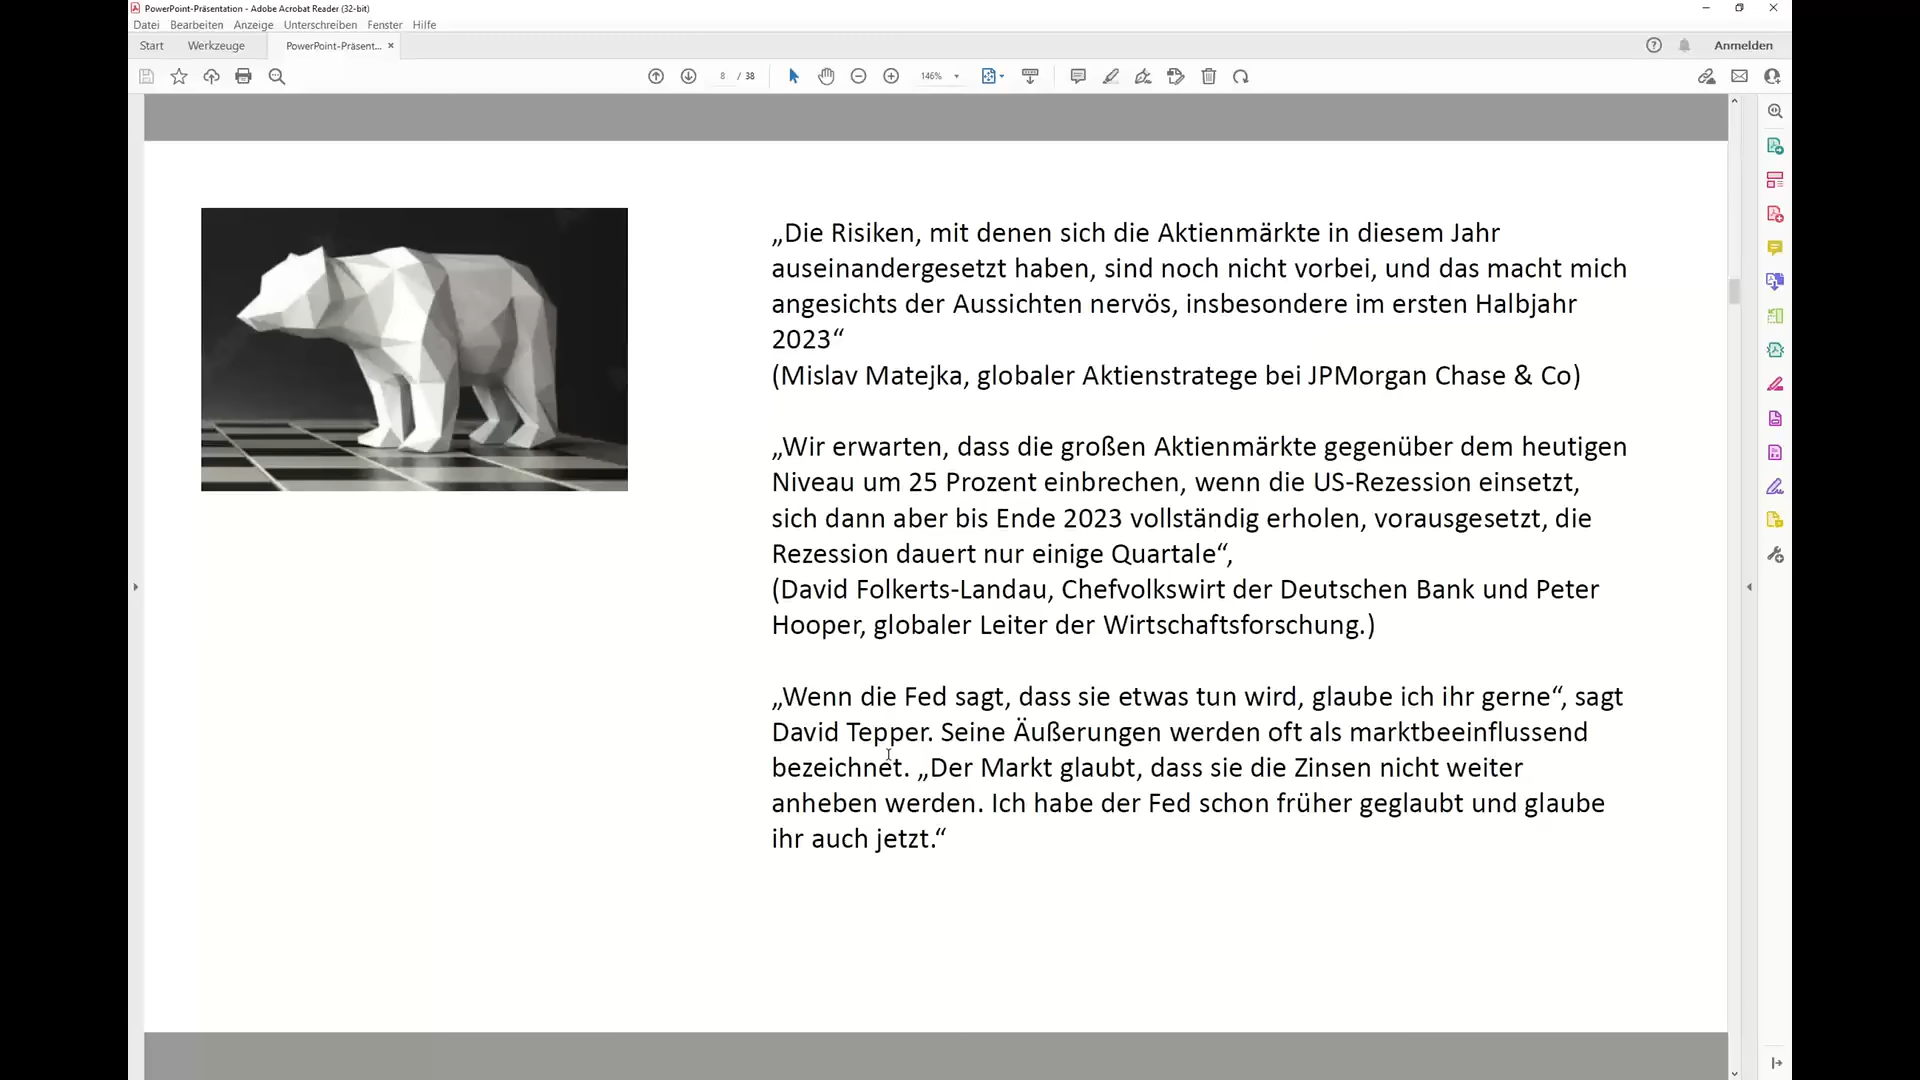 PowerPoint-Präsentation - Adobe Acrobat Reader (32-bit)
Datei Bearbeiten Anzeige Unterschreiben Fenster Hilfe
Start Werkzeuge PowerPoint-Präsent... Anmelden
8 / 38 146%
„Die Risiken, mit denen sich die Aktienmärkte in diesem Jahr
auseinandergesetzt haben, sind noch nicht vorbei, und das macht mich
angesichts der Aussichten nervös, insbesondere im ersten Halbjahr
2023“
(Mislav Matejka, globaler Aktienstratege bei JPMorgan Chase & Co)
„Wir erwarten, dass die großen Aktienmärkte gegenüber dem heutigen
Niveau um 25 Prozent einbrechen, wenn die US-Rezession einsetzt,
sich dann aber bis Ende 2023 vollständig erholen, vorausgesetzt, die
Rezession dauert nur einige Quartale“,
(David Folkerts-Landau, Chefvolkswirt der Deutschen Bank und Peter
Hooper, globaler Leiter der Wirtschaftsforschung.)
„Wenn die Fed sagt, dass sie etwas tun wird, glaube ich ihr gerne“, sagt
David Tepper. Seine Äußerungen werden oft als marktbeeinflussend
bezeichnet. „Der Markt glaubt, dass sie die Zinsen nicht weiter
anheben werden. Ich habe der Fed schon früher geglaubt und glaube
ihr auch jetzt.“